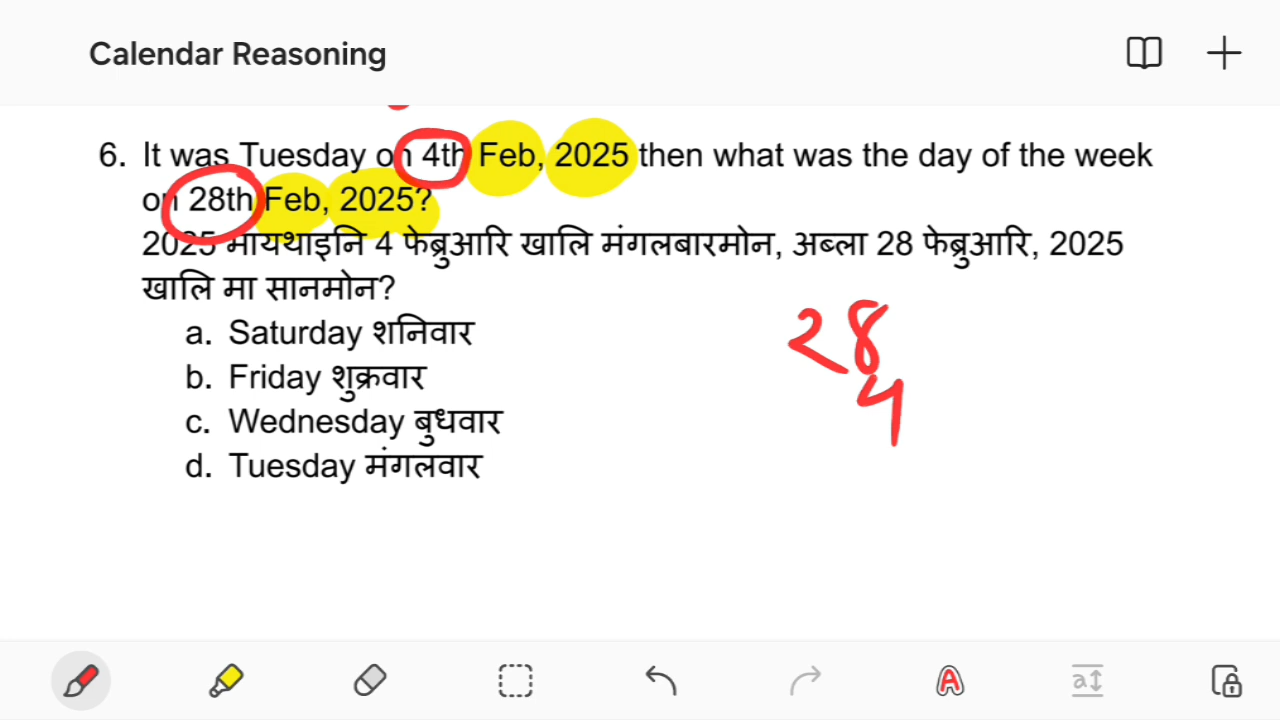 Calendar Reasoning
6. It was Tuesday on 4th Feb, 2025 then what was the day of the week
on 28th Feb, 2025?
2025 मायथाइनि 4 फेब्रुआरि खालि मंगलबारमोन, अब्ला 28 फेब्रुआरि, 2025
खालि मा सानमोन?
a. Saturday शनिवार
b. Friday शुक्रवार
c. Wednesday बुधवार
d. Tuesday मंगलवार
28
4
A
a